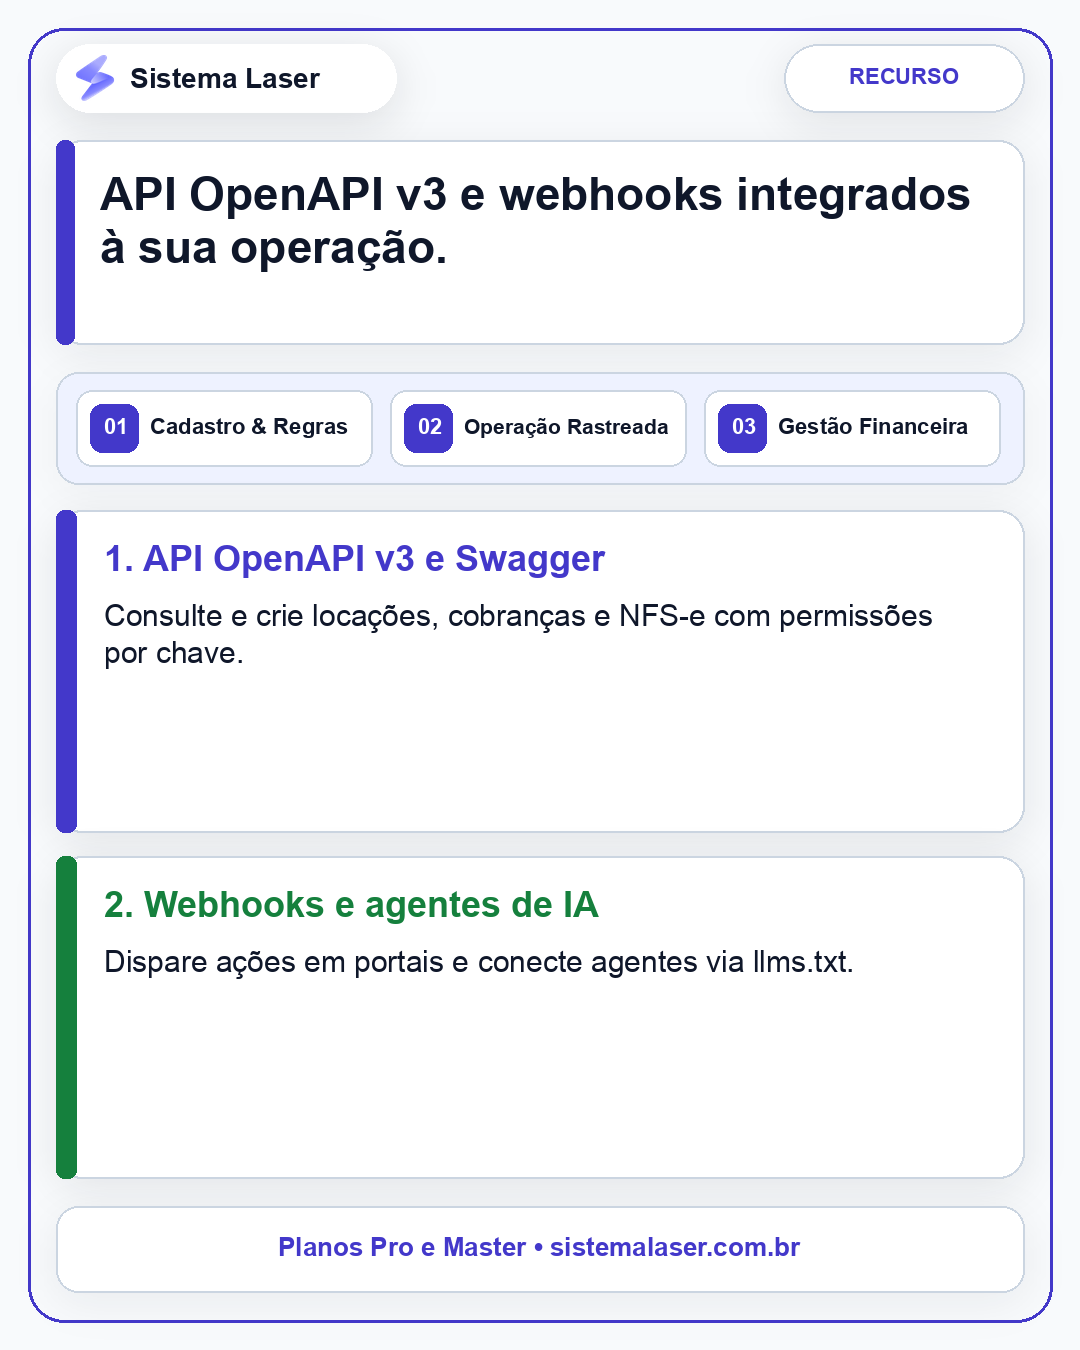 Sistema Laser
RECURSO
API OpenAPI v3 e webhooks integrados
à sua operação.
01 Cadastro & Regras
02 Operação Rastreada
03 Gestão Financeira
1. API OpenAPI v3 e Swagger
Consulte e crie locações, cobranças e NFS-e com permissões
por chave.
2. Webhooks e agentes de IA
Dispare ações em portais e conecte agentes via llms.txt.
Planos Pro e Master • sistemalaser.com.br